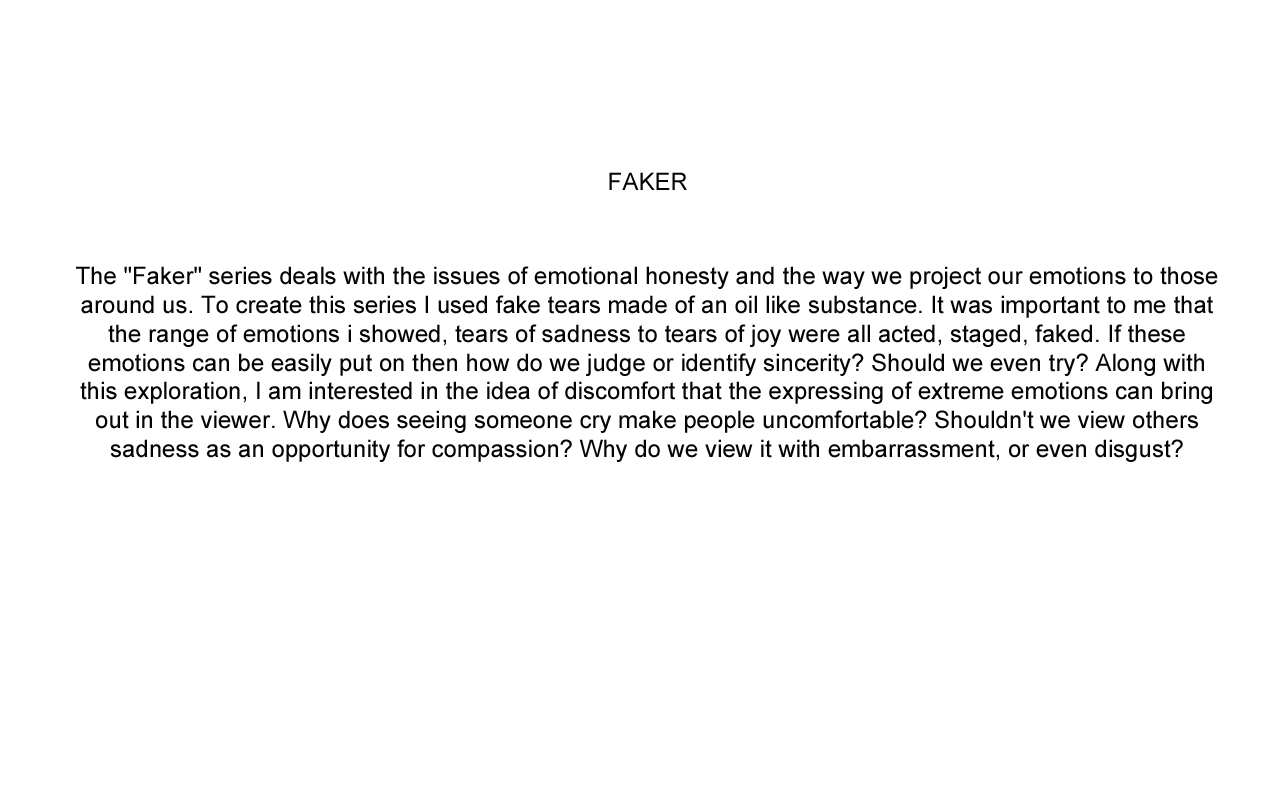 FAKER
The "Faker" series deals with the issues of emotional honesty and the way we project our emotions to those
around us. To create this series I used fake tears made of an oil like substance. It was important to me that
the range of emotions i showed, tears of sadness to tears of joy were all acted, staged, faked. If these
emotions can be easily put on then how do we judge or identify sincerity? Should we even try? Along with
this exploration, I am interested in the idea of discomfort that the expressing of extreme emotions can bring
out in the viewer. Why does seeing someone cry make people uncomfortable? Shouldn't we view others
sadness as an opportunity for compassion? Why do we view it with embarrassment, or even disgust?